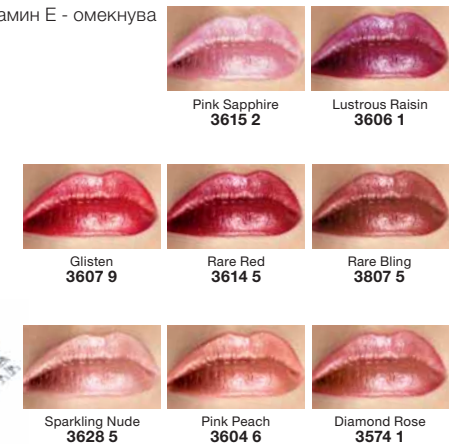 амин Е - омекнува
Pink Sapphire
3615 2
Lustrous Raisin
3606 1
Glisten
3607 9
Rare Red
3614 5
Rare Bling
3807 5
Sparkling Nude
3628 5
Pink Peach
3604 6
Diamond Rose
3574 1